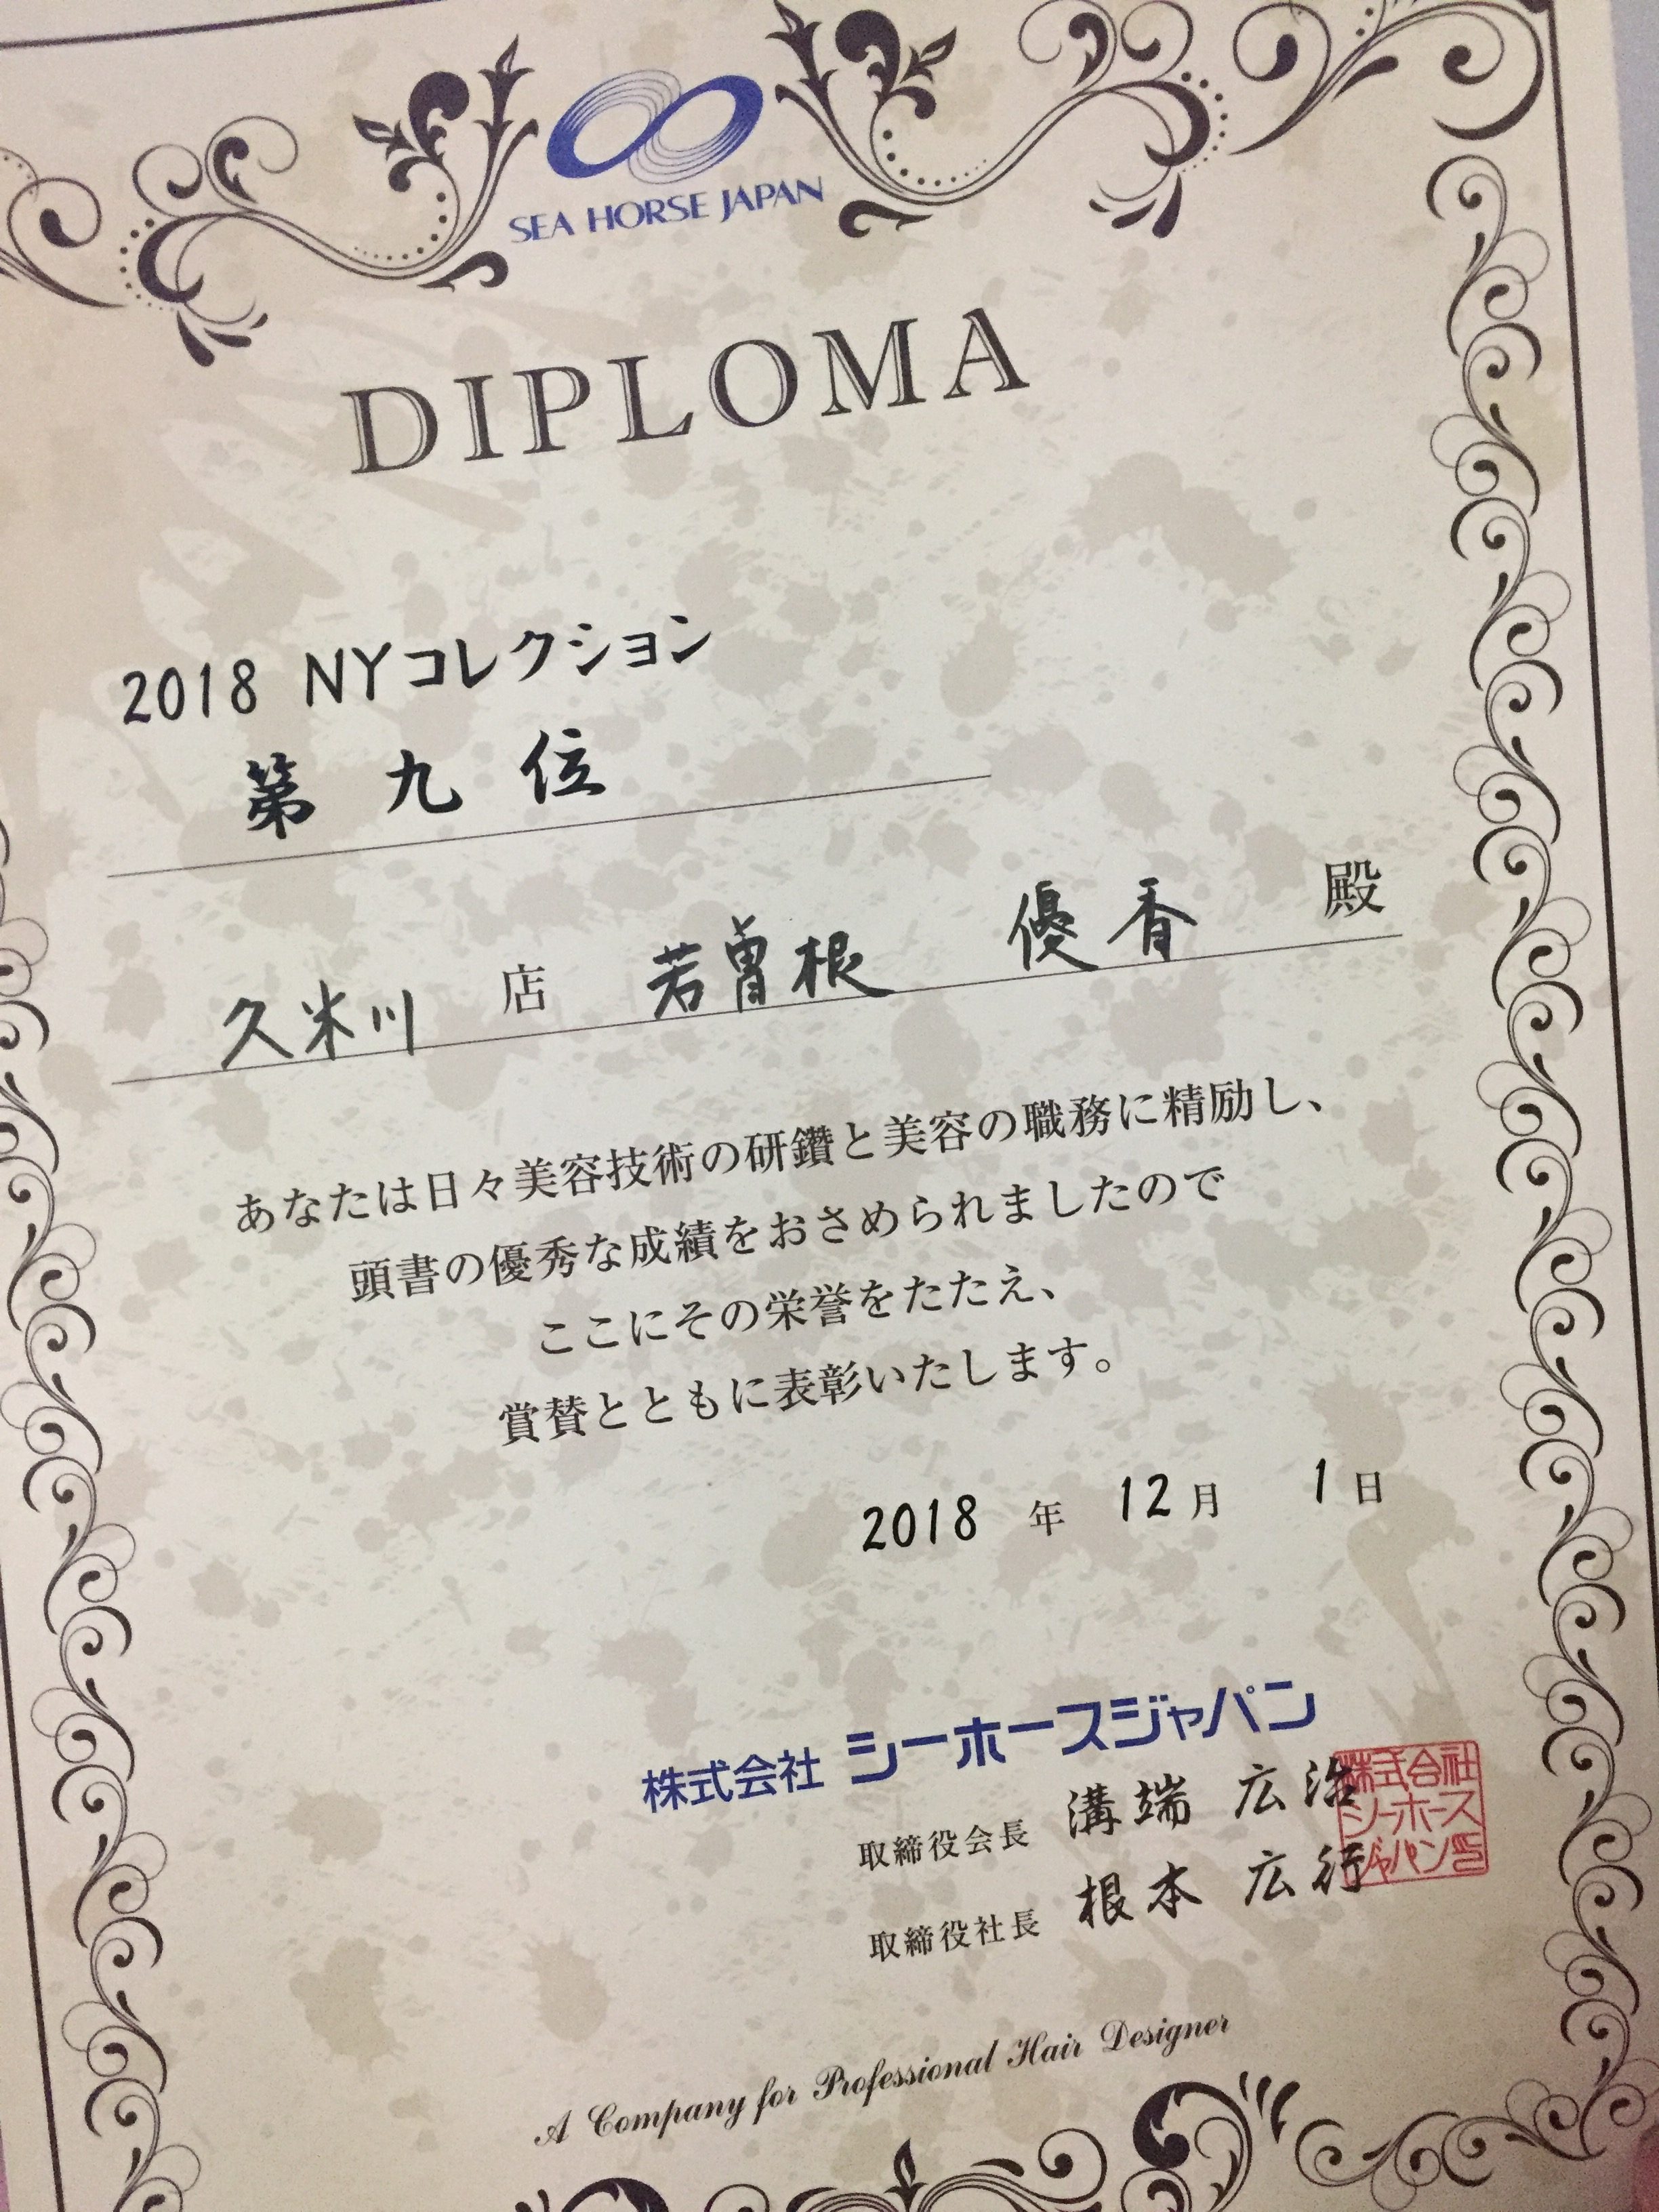 SEA HORSE JAPAN
DIPLOMA
2018 NYコレクション
第九位
久米川 店 若曽根 優香 殿
あなたは日々美容技術の研鑽と美容の職務に精励し、
頭書の優秀な成績をおさめられましたので
ここにその栄誉をたたえ、
賞賛とともに表彰いたします。
2018 年 12 月 1 日
株式会社 シーホースジャパン
取締役会長 溝端 広治
取締役社長 根本 広行
株式会社
シーホース
ジャパン印
A Company for Professional Hair Designer